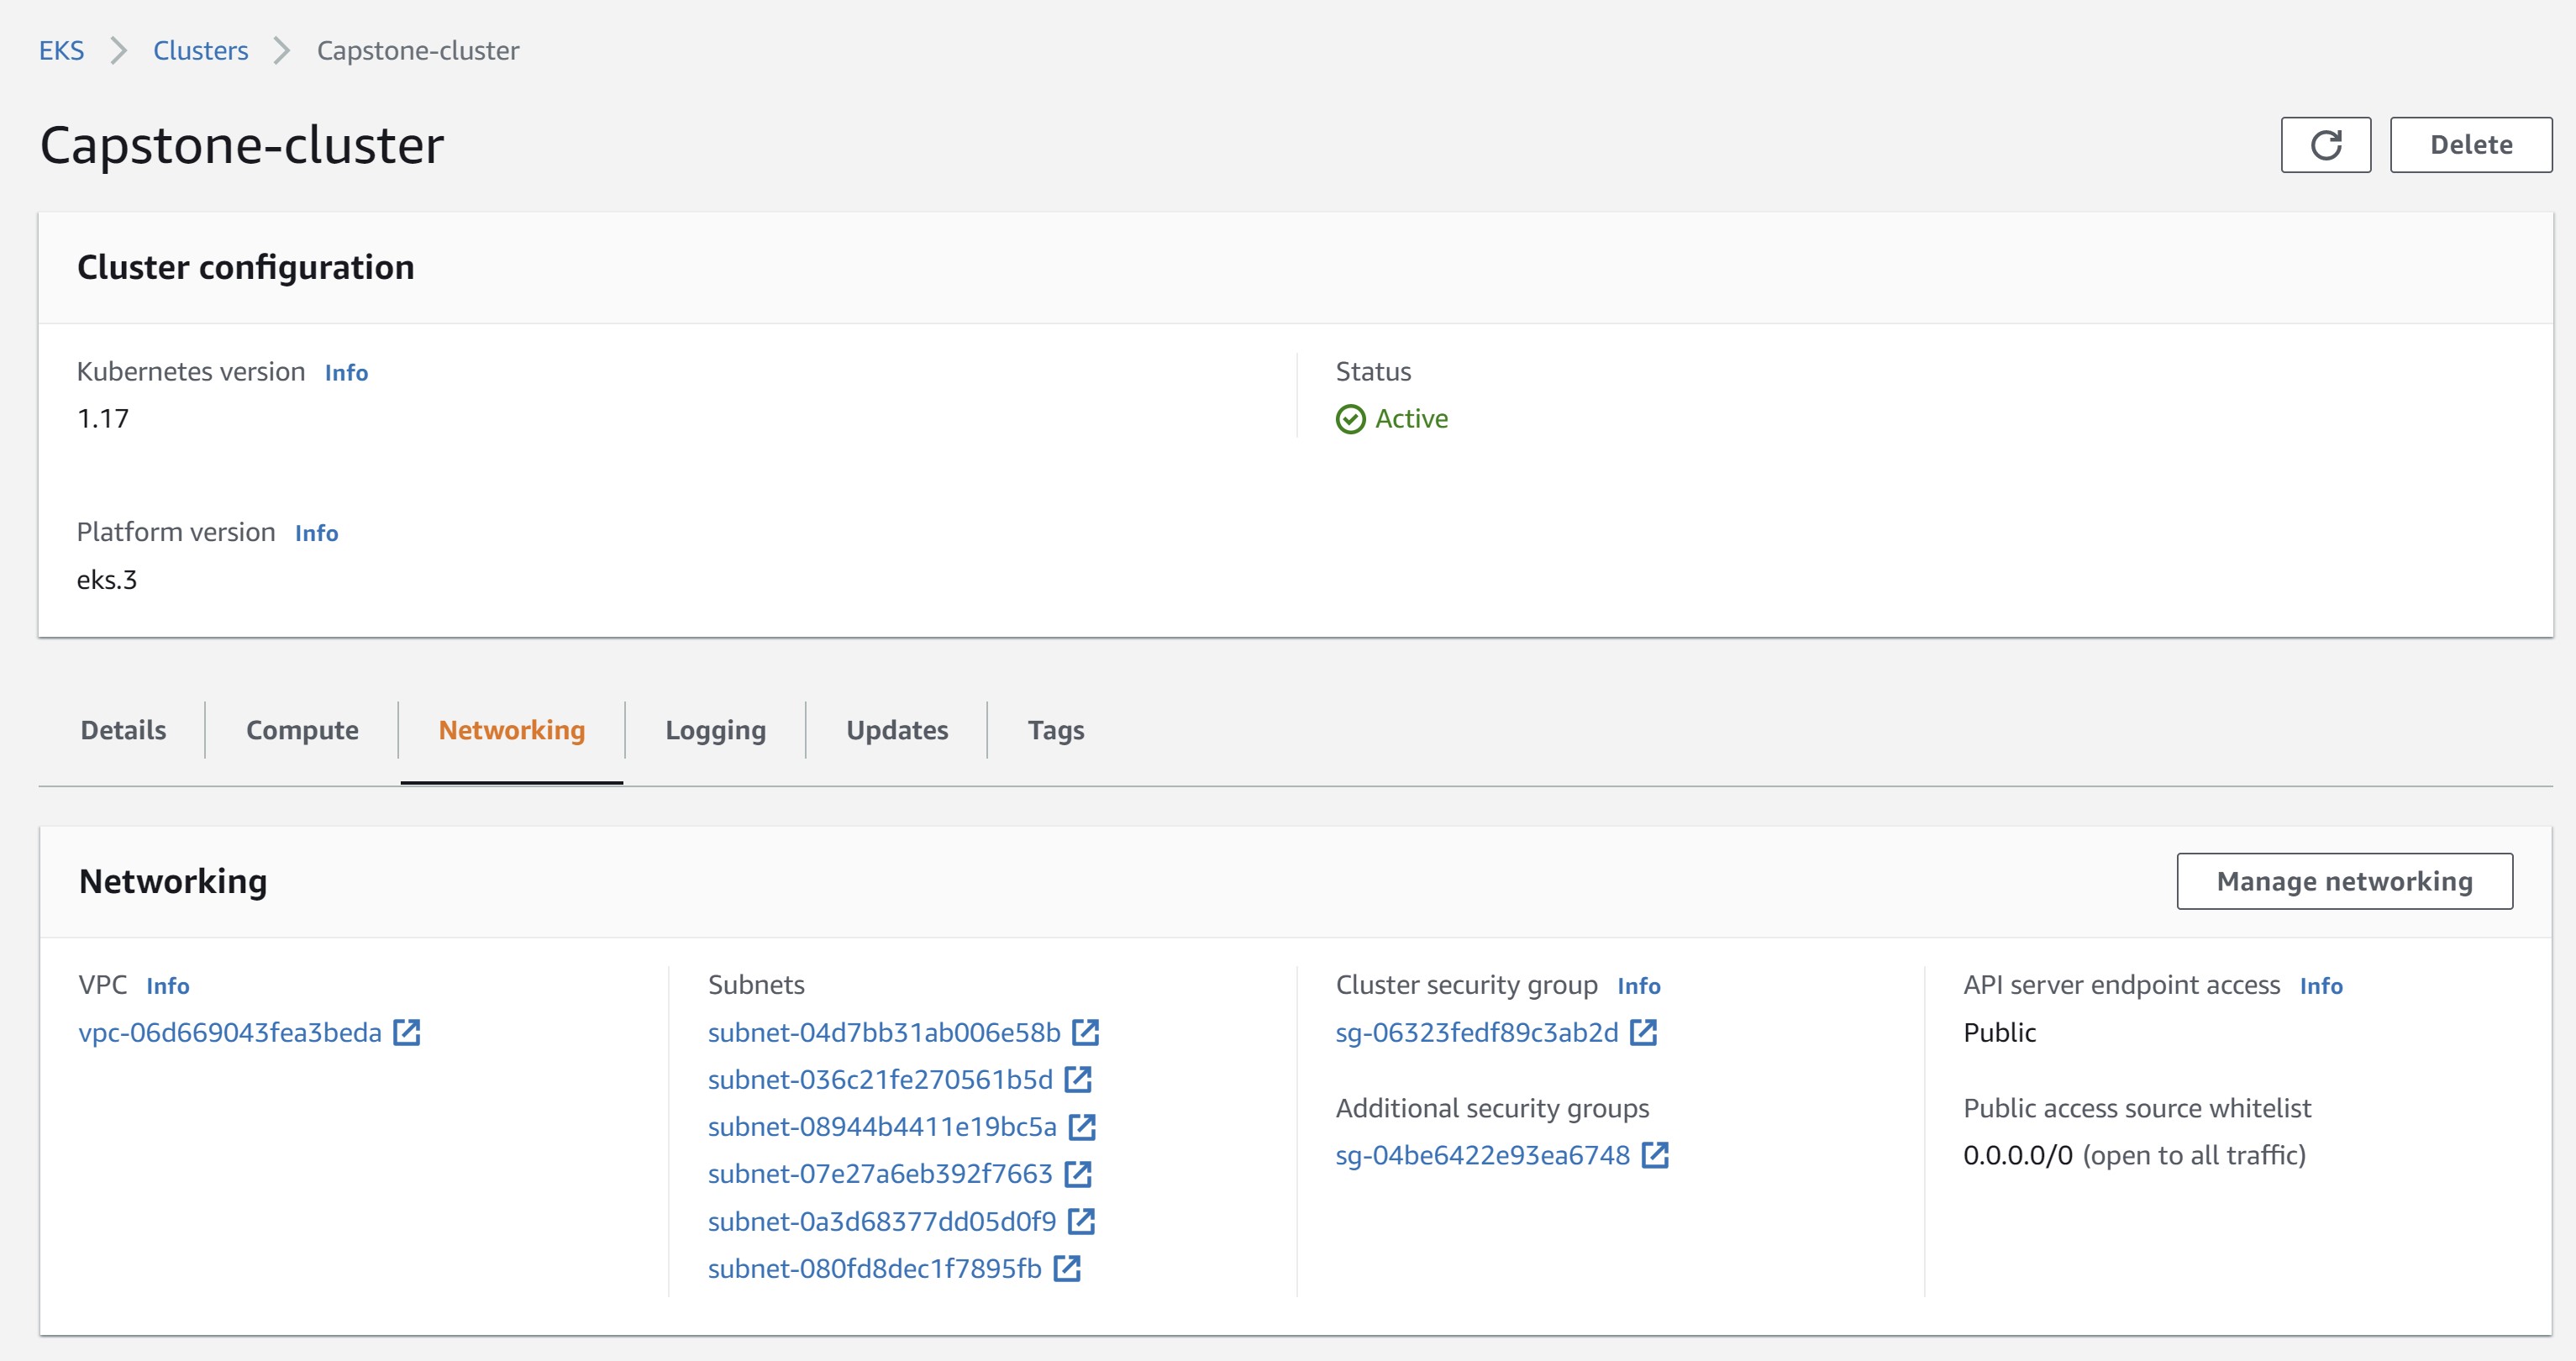 EKS > Clusters > Capstone-cluster
Capstone-cluster
Delete
Cluster configuration
Kubernetes version Info
1.17
Status
Active
Platform version Info
eks.3
Details
Compute
Networking
Logging
Updates
Tags
Networking
Manage networking
VPC Info
vpc-06d669043fea3beda
Subnets
subnet-04d7bb31ab006e58b
subnet-036c21fe270561b5d
subnet-08944b4411e19bc5a
subnet-07e27a6eb392f7663
subnet-0a3d68377dd05d0f9
subnet-080fd8dec1f7895fb
Cluster security group Info
sg-06323fedf89c3ab2d
Additional security groups
sg-04be6422e93ea6748
API server endpoint access Info
Public
Public access source whitelist
0.0.0.0/0 (open to all traffic)